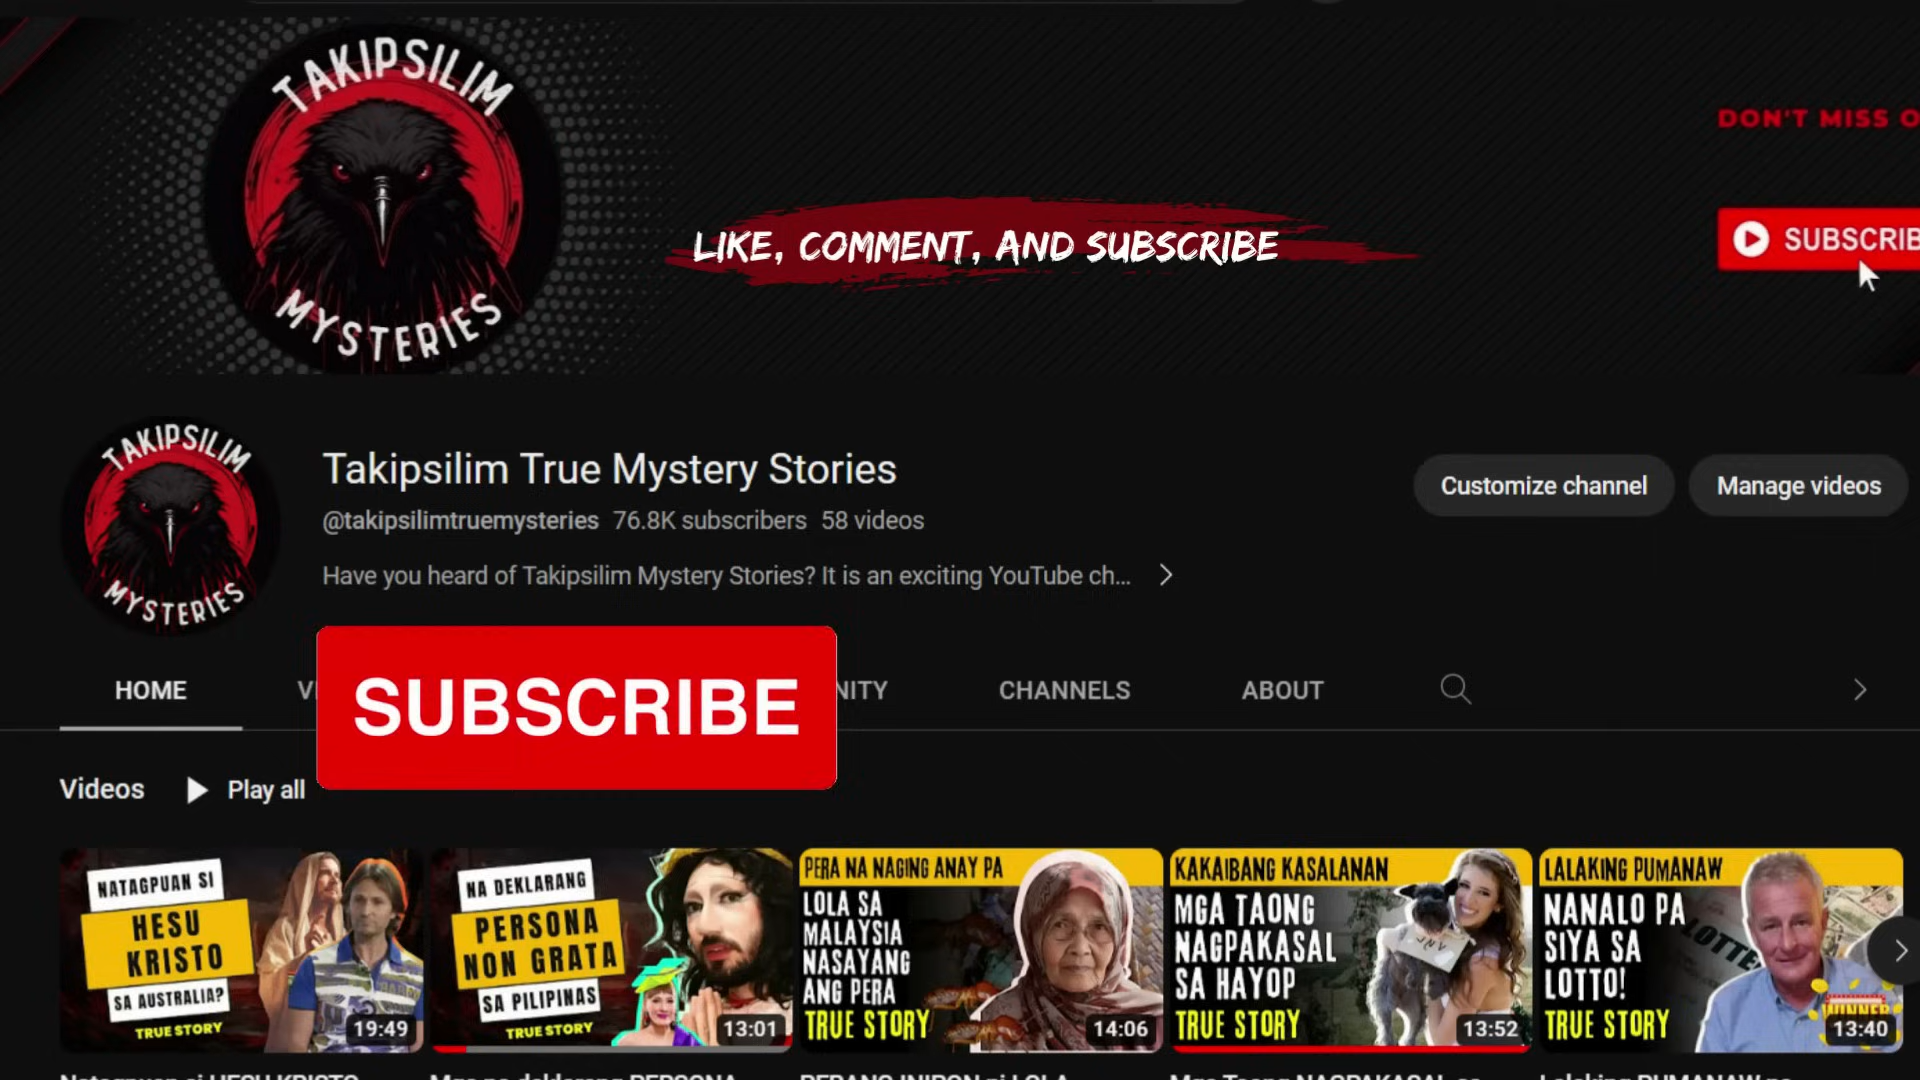 TAKIPSILIM
MYSTERIES
LIKE, COMMENT, AND SUBSCRIBE
DON'T MISS O
SUBSCRIB
TAKIPSILIM
MYSTERIES
Takipsilim True Mystery Stories
@takipsilimtruemysteries 76.8K subscribers 58 videos
Have you heard of Takipsilim Mystery Stories? It is an exciting YouTube ch...
Customize channel
Manage videos
HOME
SUBSCRIBE
CHANNELS
ABOUT
Videos
Play all
NATAGPUAN SI
HESU
KRISTO
SA AUSTRALIA?
TRUE STORY
19:49
NA DEKLARANG
PERSONA
NON GRATA
SA PILIPINAS
TRUE STORY
13:01
PERA NA NAGING ANAY PA
LOLA SA
MALAYSIA
NASAYANG
ANG PERA
TRUE STORY
14:06
KAKAIBANG KASALANAN
MGA TAONG
NAGPAKASAL
SA HAYOP
JNV
TRUE STORY
13:52
LALAKING PUMANAW
NANALO PA
SIYA SA
LOTTO!
TRUE STORY
LOTTE
WINNER
13:40